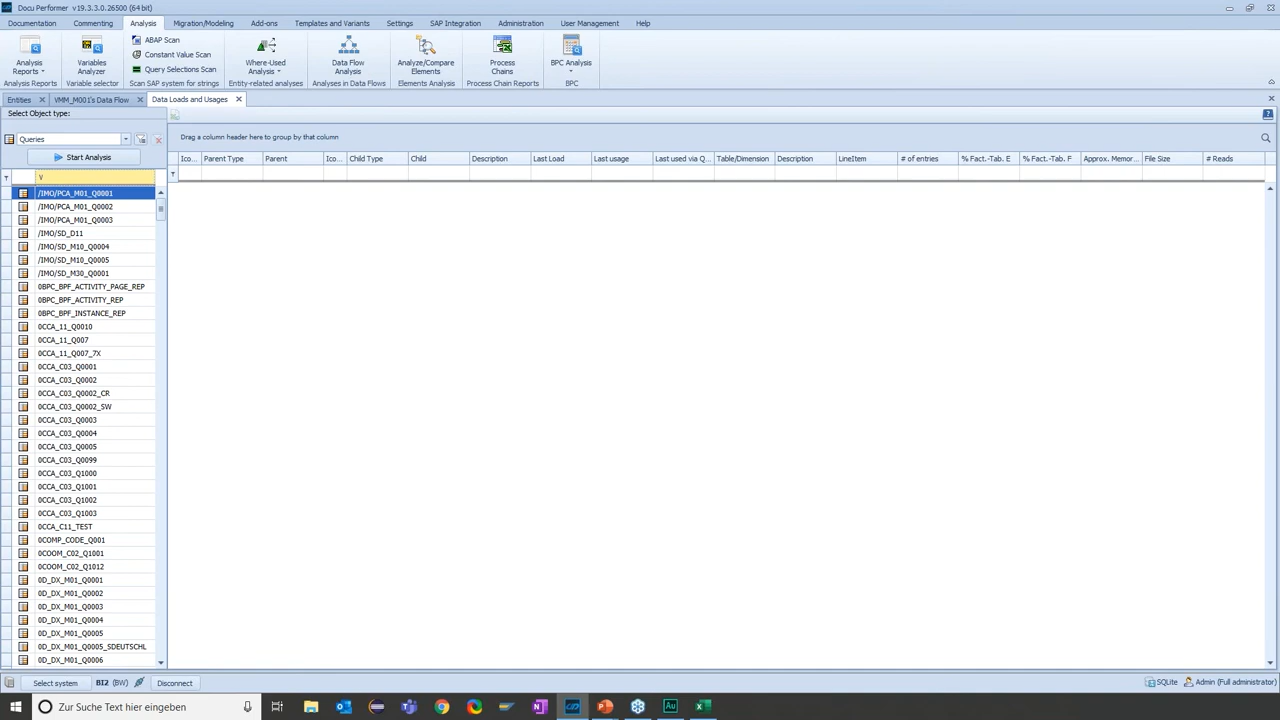 Docu Performer v19.3.3.0.26500 (64 bit)
Documentation Commenting Analysis Migration/Modeling Add-ons Templates and Variants Settings SAP Integration Administration User Management Help
Analysis Reports
Variables Analyzer
ABAP Scan
Constant Value Scan
Query Selections Scan
Where-Used Analysis
Data Flow Analysis
Analyze/Compare Elements
Process Chains
BPC Analysis
Analysis Reports Variable selector Scan SAP system for strings Entity-related analyses Analyses in Data Flows Elements Analysis Process Chain Reports BPC
Entities VMM_M001's Data Flow Data Loads and Usages
Select Object type:
Queries
Start Analysis
Drag a column header here to group by that column
Ico... Parent Type Parent Ico... Child Type Child Description Last Load Last usage Last used via Q... Table/Dimension Description LineItem # of entries % Fact.-Tab. E % Fact.-Tab. F Approx. Memor... File Size # Reads
V
/IMO/PCA_M01_Q0001
/IMO/PCA_M01_Q0002
/IMO/PCA_M01_Q0003
/IMO/SD_D11
/IMO/SD_M10_Q0004
/IMO/SD_M10_Q0005
/IMO/SD_M30_Q0001
0BPC_BPF_ACTIVITY_PAGE_REP
0BPC_BPF_ACTIVITY_REP
0BPC_BPF_INSTANCE_REP
0CCA_11_Q0010
0CCA_11_Q007
0CCA_11_Q007_7X
0CCA_C03_Q0001
0CCA_C03_Q0002
0CCA_C03_Q0002_CR
0CCA_C03_Q0002_SW
0CCA_C03_Q0003
0CCA_C03_Q0004
0CCA_C03_Q0005
0CCA_C03_Q0099
0CCA_C03_Q1000
0CCA_C03_Q1001
0CCA_C03_Q1002
0CCA_C03_Q1003
0CCA_C11_TEST
0COMP_CODE_Q001
0COOM_C02_Q1001
0COOM_C02_Q1012
0D_DX_M01_Q0001
0D_DX_M01_Q0002
0D_DX_M01_Q0003
0D_DX_M01_Q0004
0D_DX_M01_Q0005
0D_DX_M01_Q0005_SDEUTSCHL
0D_DX_M01_Q0006
Select system BI2 (BW) Disconnect SQLite Admin (Full administrator)
Zur Suche Text hier eingeben